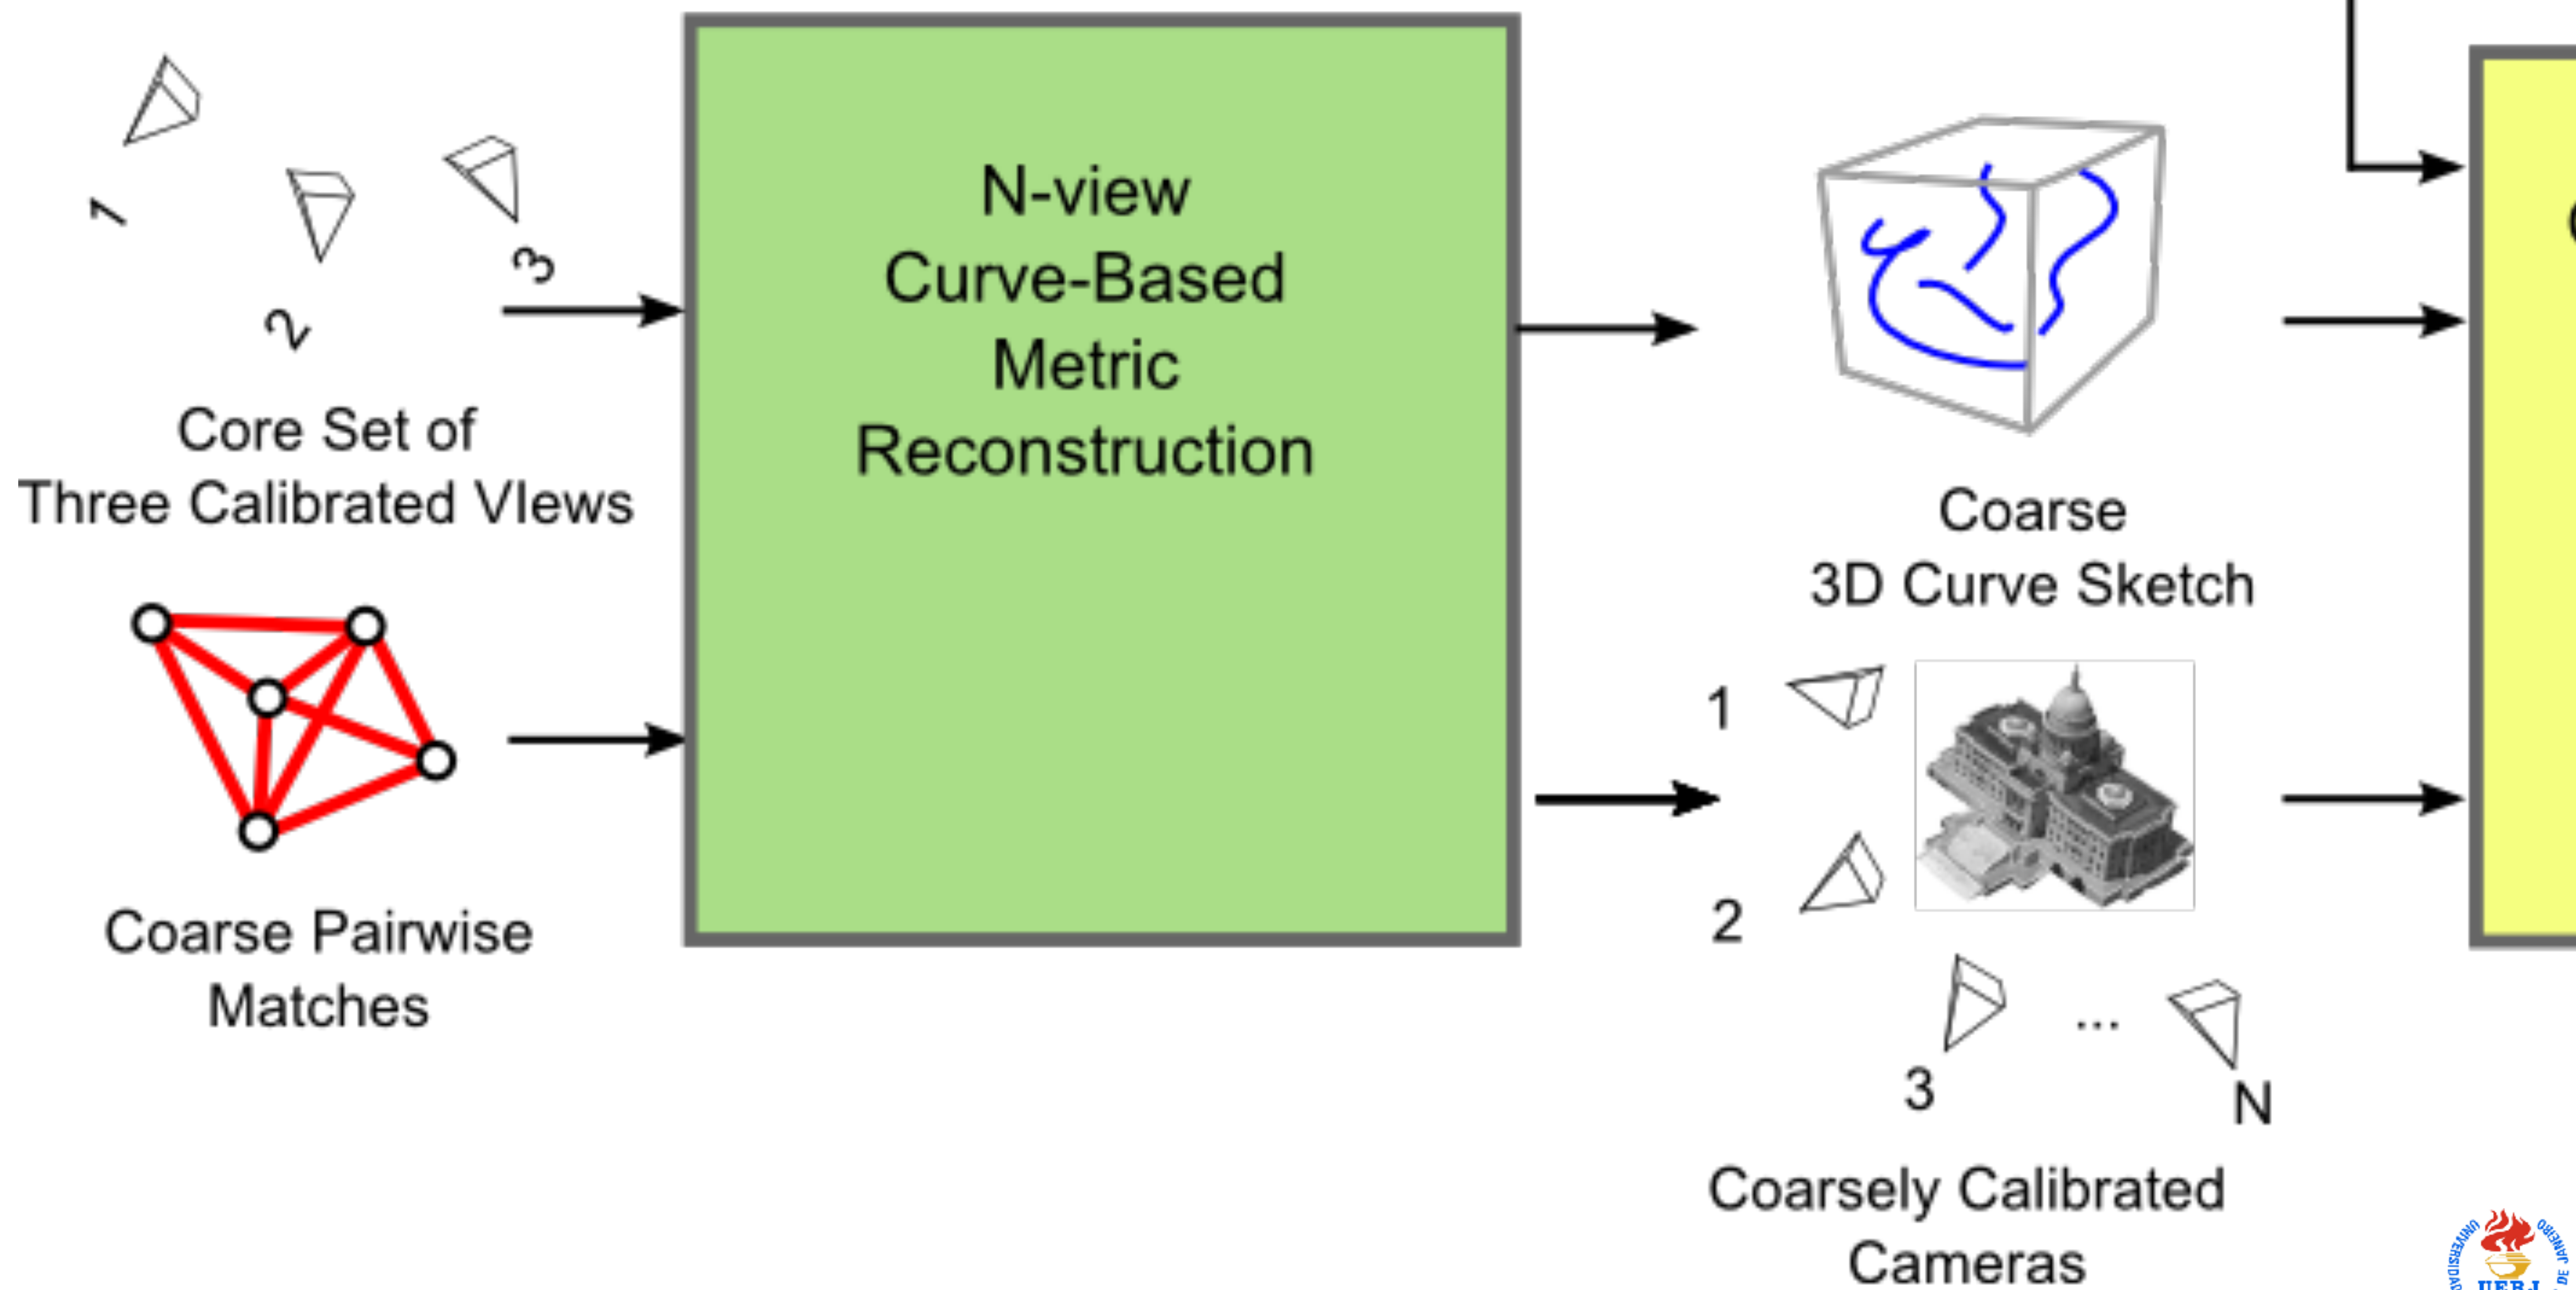 1
2
3
Core Set of
Three Calibrated VIews
Coarse Pairwise
Matches
N-view
Curve-Based
Metric
Reconstruction
Coarse
3D Curve Sketch
1
2
3
...
N
Coarsely Calibrated
Cameras